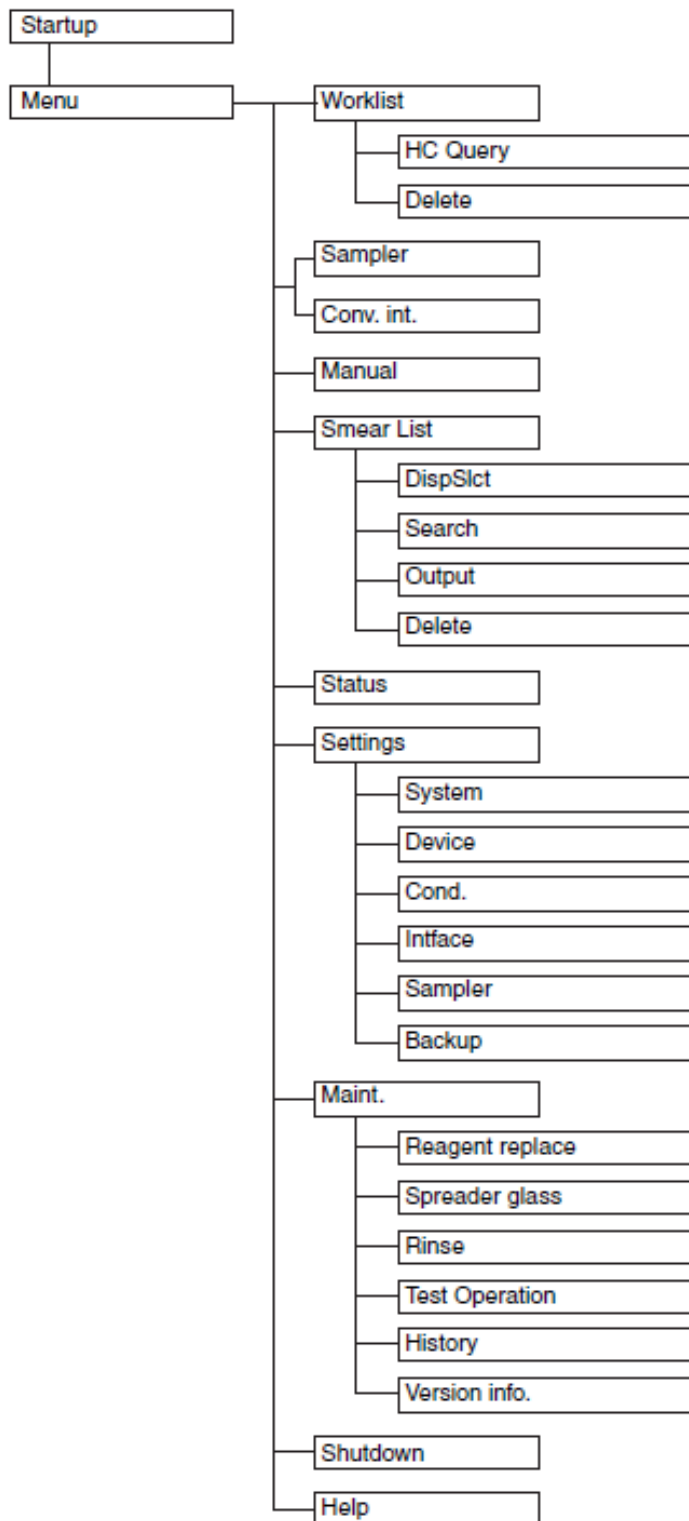 Startup
Menu
Worklist
HC Query
Delete
Sampler
Conv. int.
Manual
Smear List
DispSlct
Search
Output
Delete
Status
Settings
System
Device
Cond.
Intface
Sampler
Backup
Maint.
Reagent replace
Spreader glass
Rinse
Test Operation
History
Version info.
Shutdown
Help